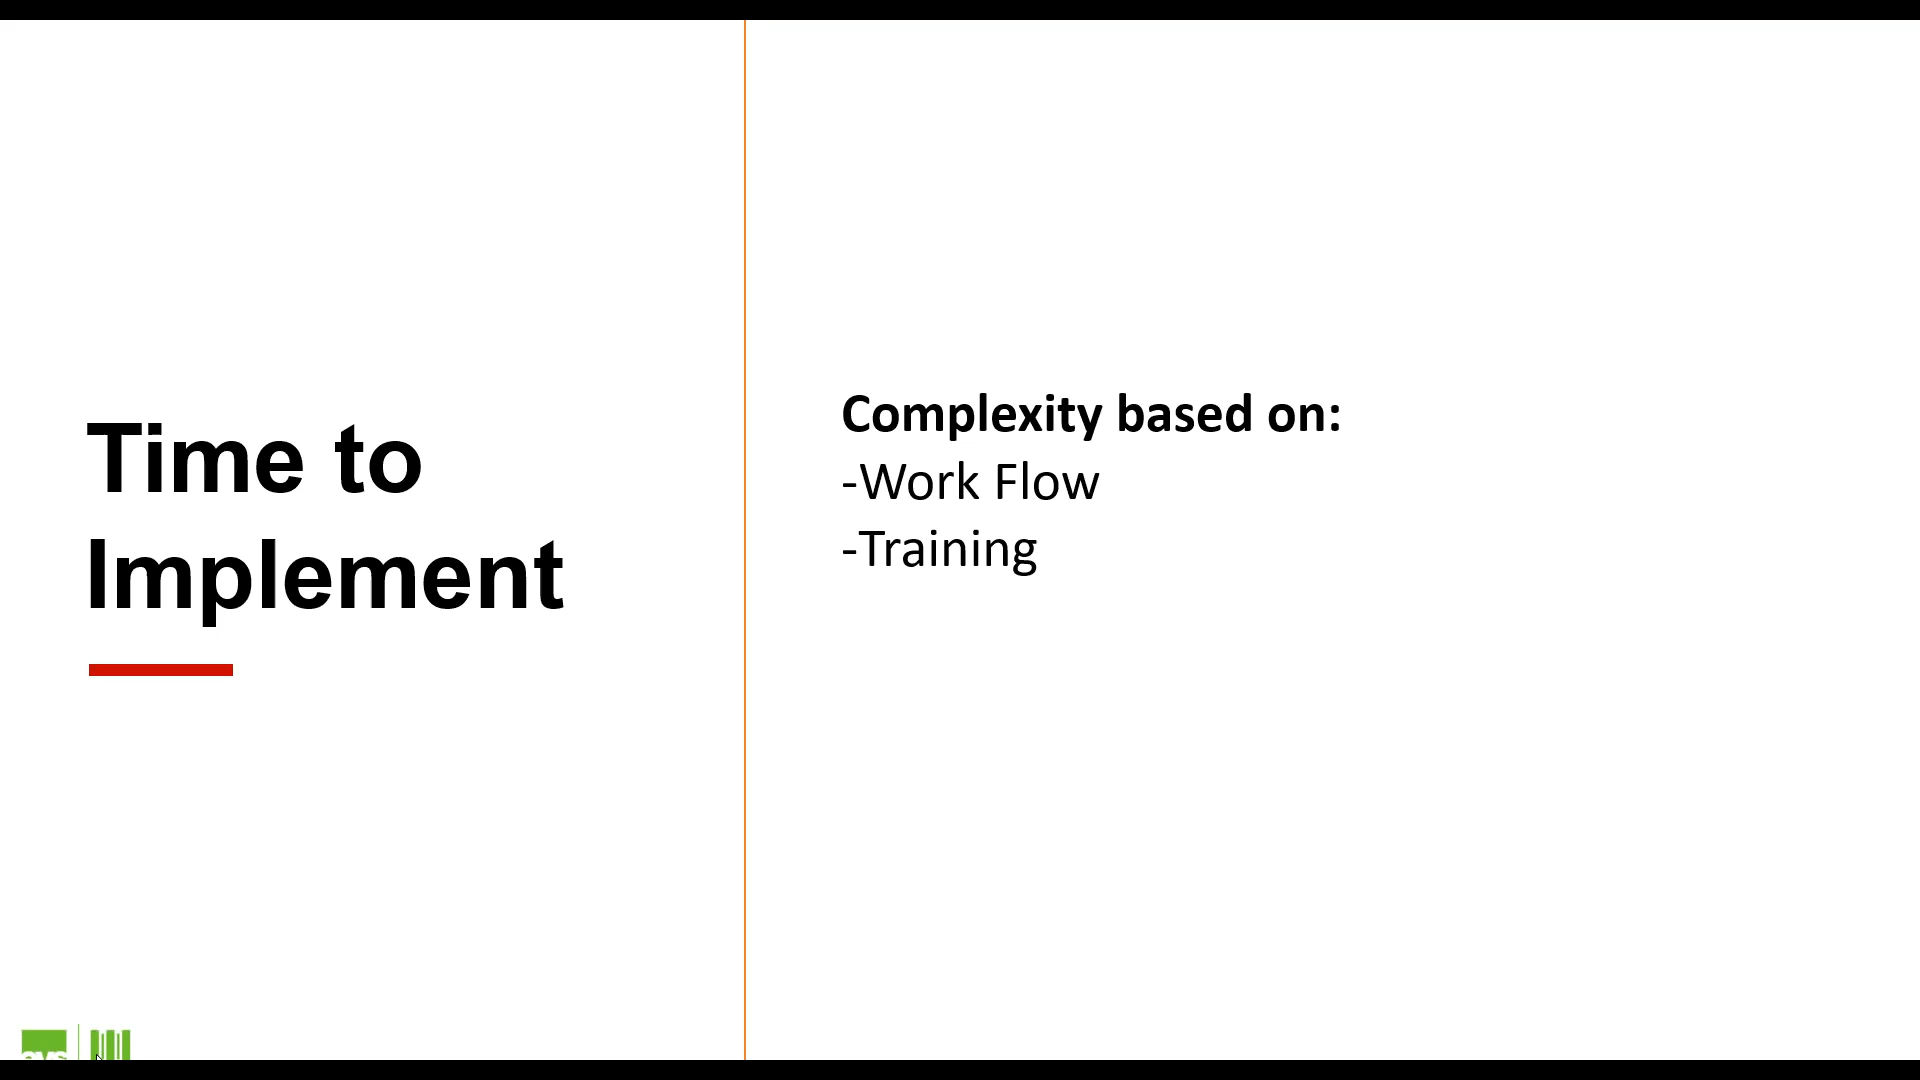 Time to
Implement
Complexity based on:
-Work Flow
-Training